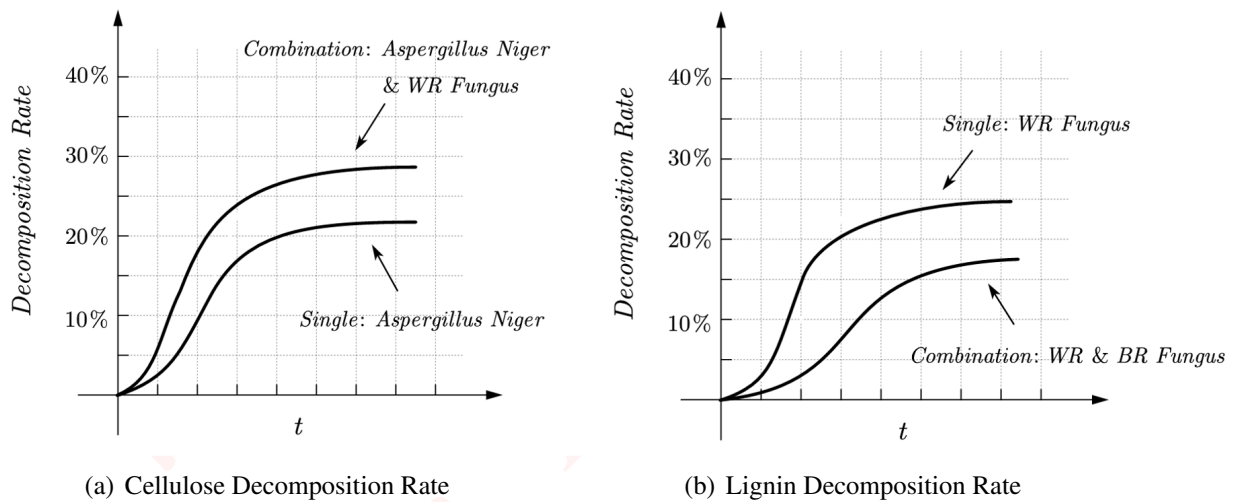 Combination: Aspergillus Niger
& WR Fungus
40%
30%
20%
10%
Decomposition Rate
Single: Aspergillus Niger
t
(a) Cellulose Decomposition Rate
40%
30%
20%
10%
Decomposition Rate
Single: WR Fungus
Combination: WR & BR Fungus
t
(b) Lignin Decomposition Rate